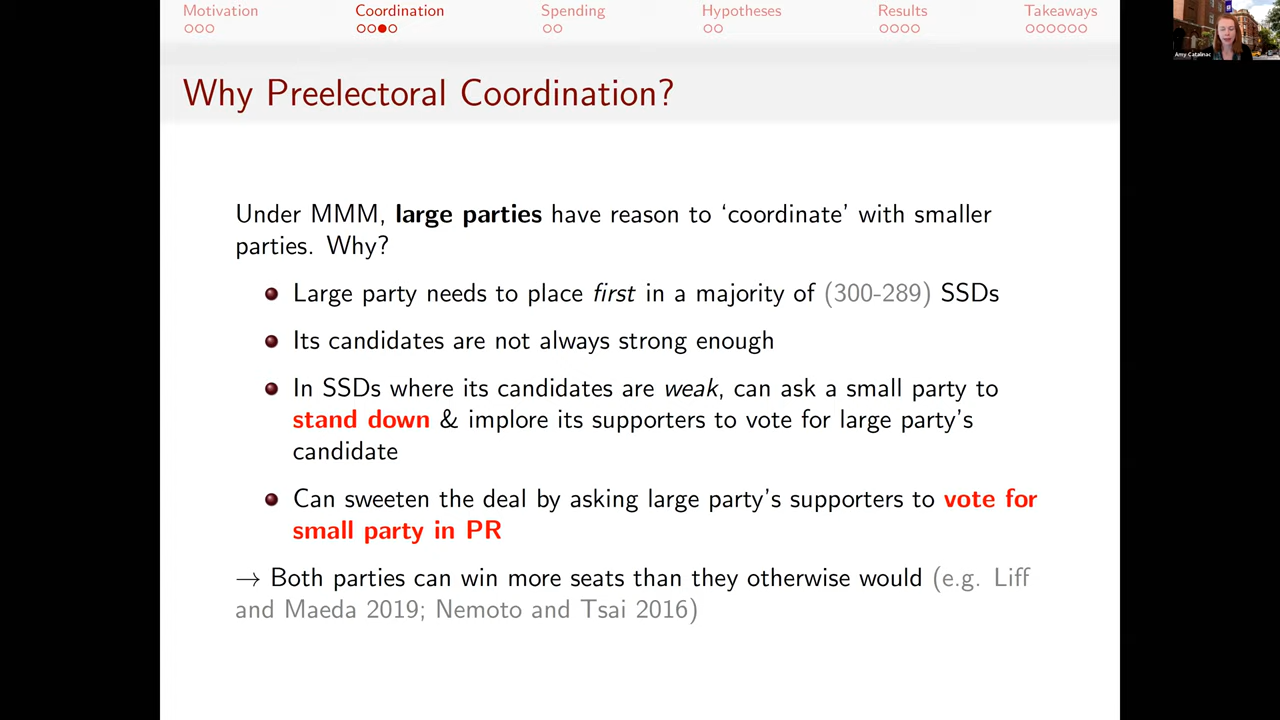 Motivation Coordination Spending Hypotheses Results Takeaways
Amy Catalinac
Why Preelectoral Coordination?
Under MMM, large parties have reason to ‘coordinate’ with smaller
parties. Why?
Large party needs to place first in a majority of (300-289) SSDs
Its candidates are not always strong enough
In SSDs where its candidates are weak, can ask a small party to
stand down & implore its supporters to vote for large party’s
candidate
Can sweeten the deal by asking large party’s supporters to vote for
small party in PR
→ Both parties can win more seats than they otherwise would (e.g. Liff
and Maeda 2019; Nemoto and Tsai 2016)